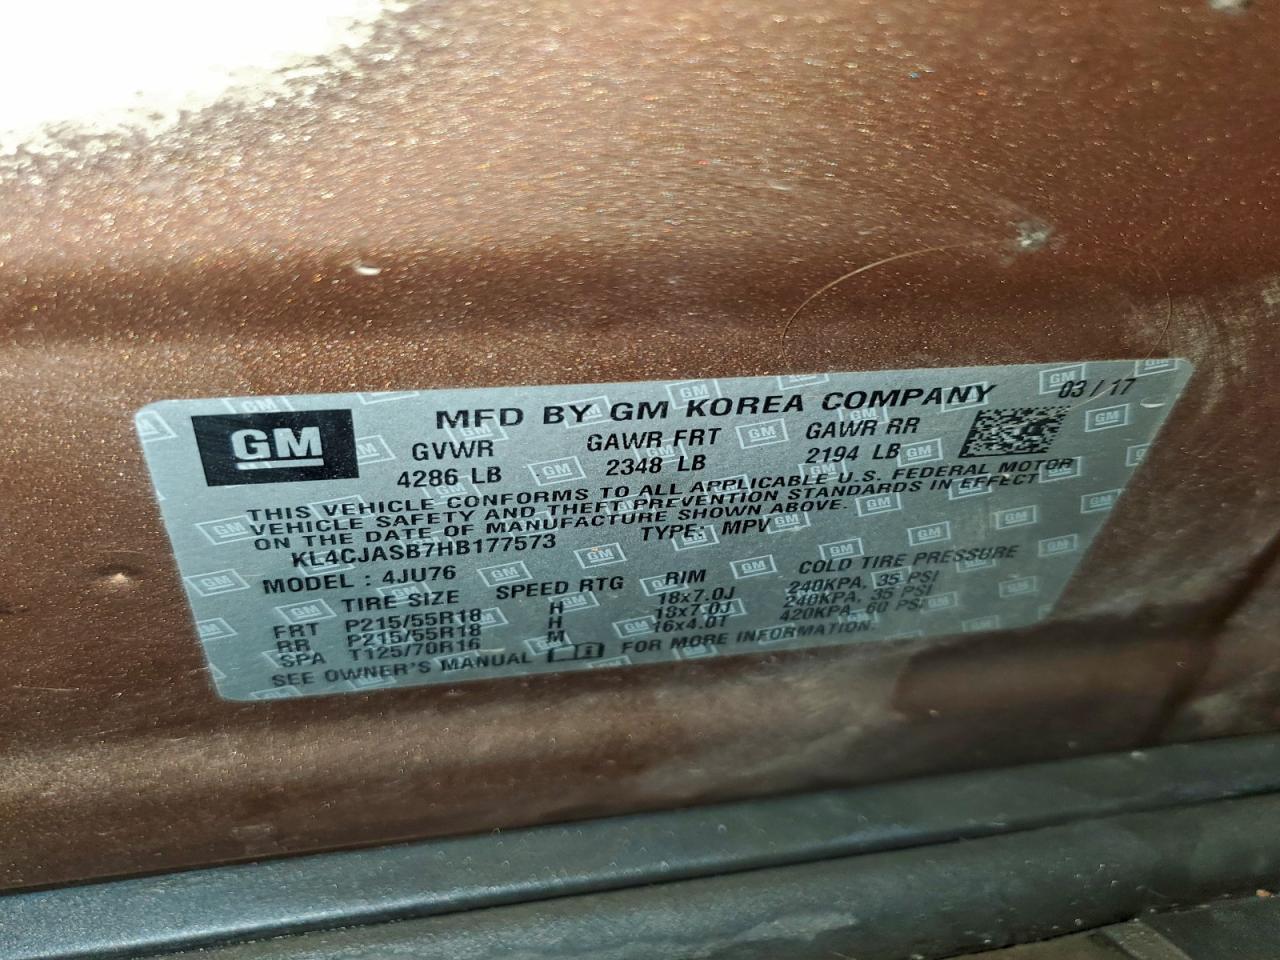 GM
MFD BY GM KOREA COMPANY 03/17
GVWR GAWR FRT GAWR RR
4286 LB 2348 LB 2194 LB
THIS VEHICLE CONFORMS TO ALL APPLICABLE U.S. FEDERAL MOTOR
VEHICLE SAFETY AND THEFT PREVENTION STANDARDS IN EFFECT
ON THE DATE OF MANUFACTURE SHOWN ABOVE.
KL4CJASB7HB177573 TYPE: MPV
MODEL : 4JU76
TIRE SIZE SPEED RTG RIM COLD TIRE PRESSURE
FRT P215/55R18 H 18x7.0J 240KPA, 35 PSI
RR P215/55R18 H 18x7.0J 240KPA, 35 PSI
SPA T125/70R16 M 16x4.0T 420KPA, 60 PSI
SEE OWNER'S MANUAL FOR MORE INFORMATION.